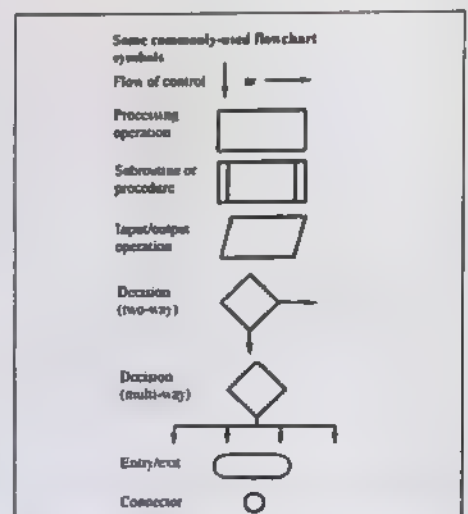 Some commonly-used flowchart
symbols
Flow of control or
Processing
operation
Subroutine or
procedure
Input/output
operation
Decision
(two-way)
Decision
(multi-way)
Entry/exit
Connector